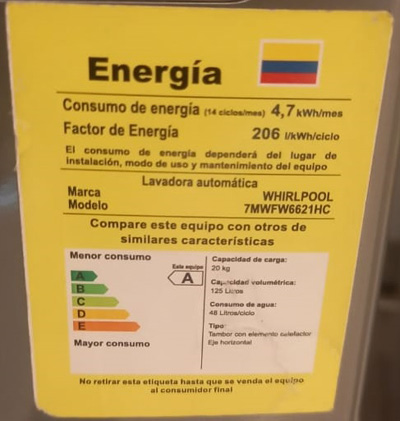 Energía
Consumo de energía (14 ciclos/mes) 4,7 kWh/mes
Factor de Energía 206 l/kWh/ciclo
El consumo de energía dependerá del lugar de
instalación, modo de uso y mantenimiento del equipo
Lavadora automática
Marca WHIRLPOOL
Modelo 7MWFW6621HC
Compare este equipo con otros de
similares características
Menor consumo
Este equipo
A
A
B
C
D
E
Mayor consumo
Capacidad de carga:
20 kg
Capacidad volumétrica:
125 Litros
Consumo de agua:
48 Litros/ciclo
Tipo:
Tambor con elemento calefactor
Eje horizontal
No retirar esta etiqueta hasta que se venda el equipo
al consumidor final